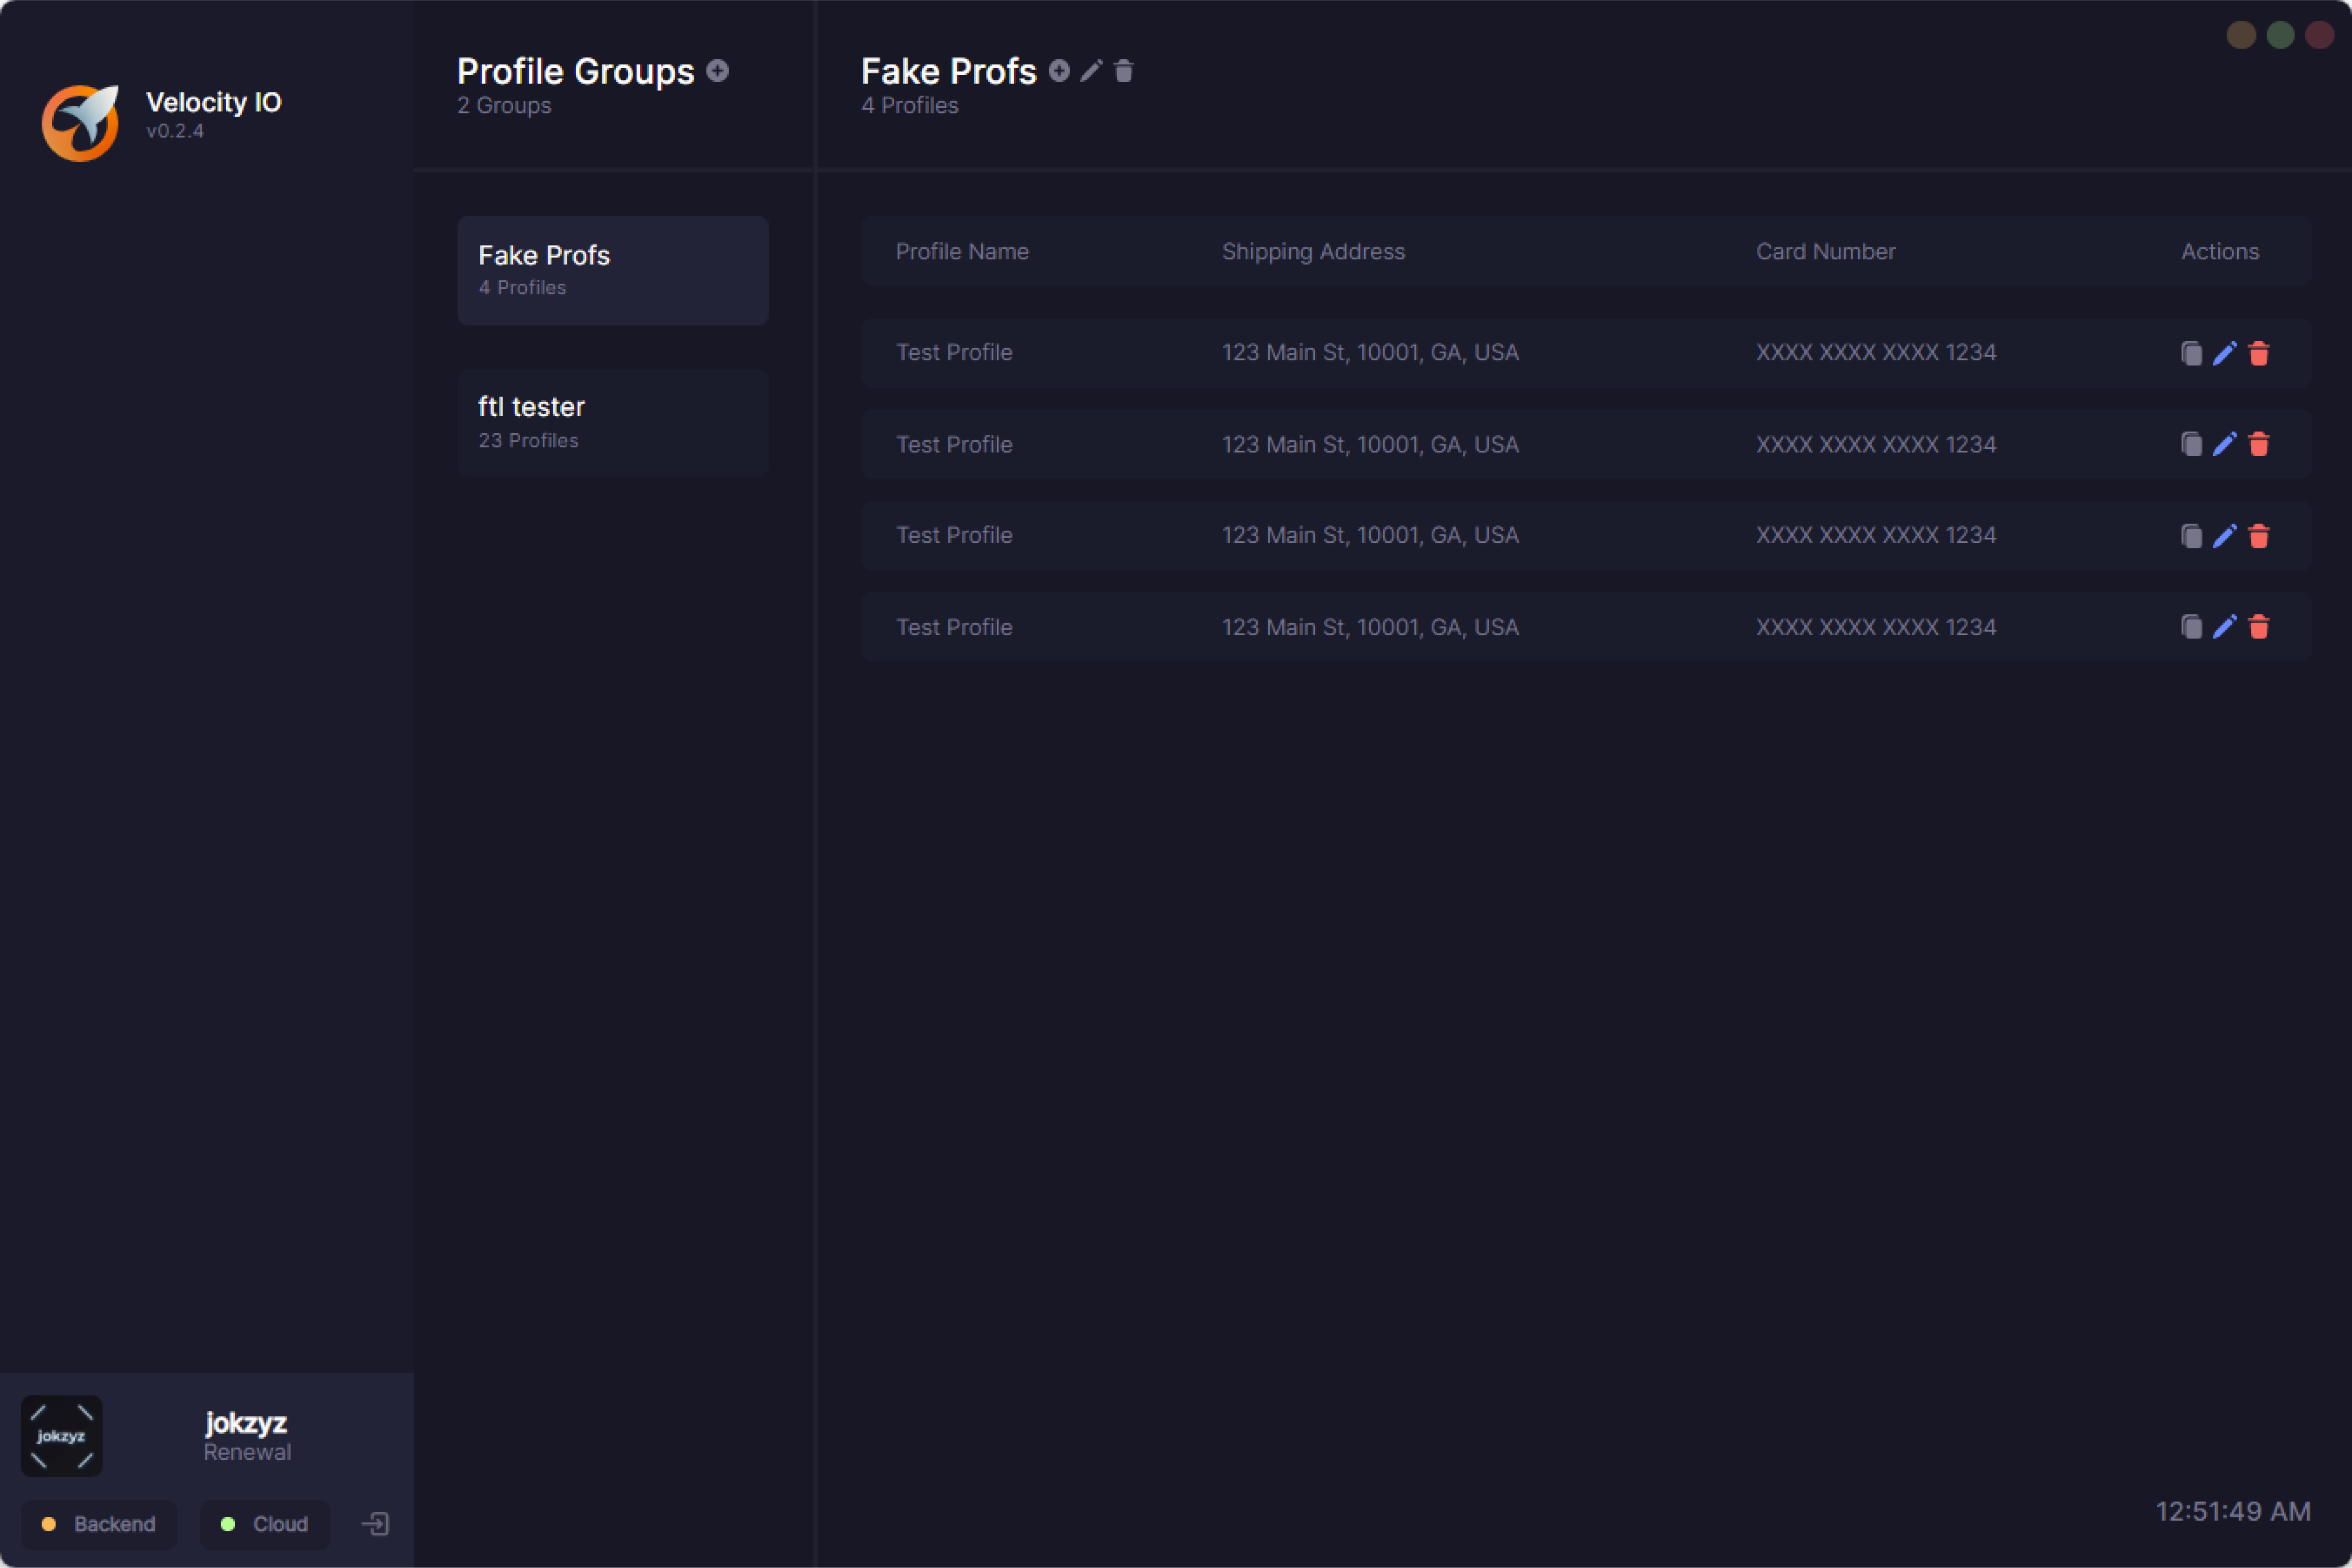 Velocity IO
v0.2.4
Profile Groups
2 Groups
Fake Profs
4 Profiles
ftl tester
23 Profiles
Fake Profs
4 Profiles
Profile Name Shipping Address Card Number Actions
Test Profile 123 Main St, 10001, GA, USA XXXX XXXX XXXX 1234
Test Profile 123 Main St, 10001, GA, USA XXXX XXXX XXXX 1234
Test Profile 123 Main St, 10001, GA, USA XXXX XXXX XXXX 1234
Test Profile 123 Main St, 10001, GA, USA XXXX XXXX XXXX 1234
jokzyz
jokzyz
Renewal
Backend Cloud
12:51:49 AM